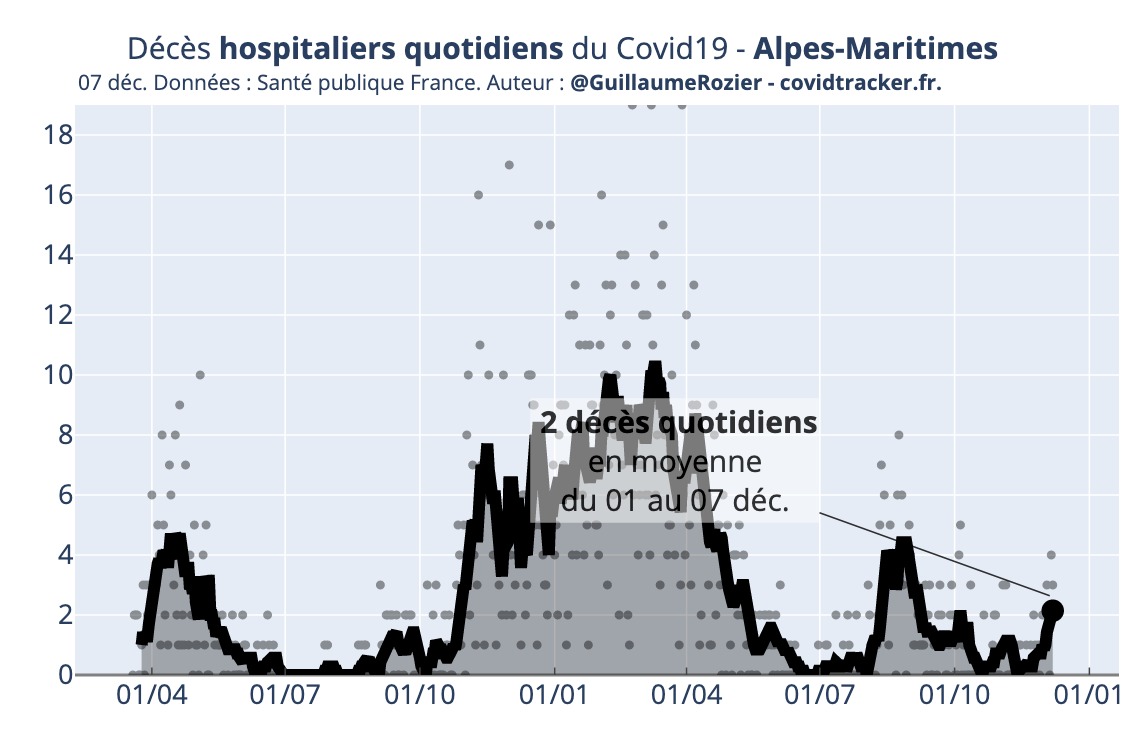 Décès hospitaliers quotidiens du Covid19 - Alpes-Maritimes
07 déc. Données : Santé publique France. Auteur : @GuillaumeRozier - covidtracker.fr.
18
16
14
12
10
8
6
4
2
0
2 décès quotidiens
en moyenne
du 01 au 07 déc.
01/04 01/07 01/10 01/01 01/04 01/07 01/10 01/01